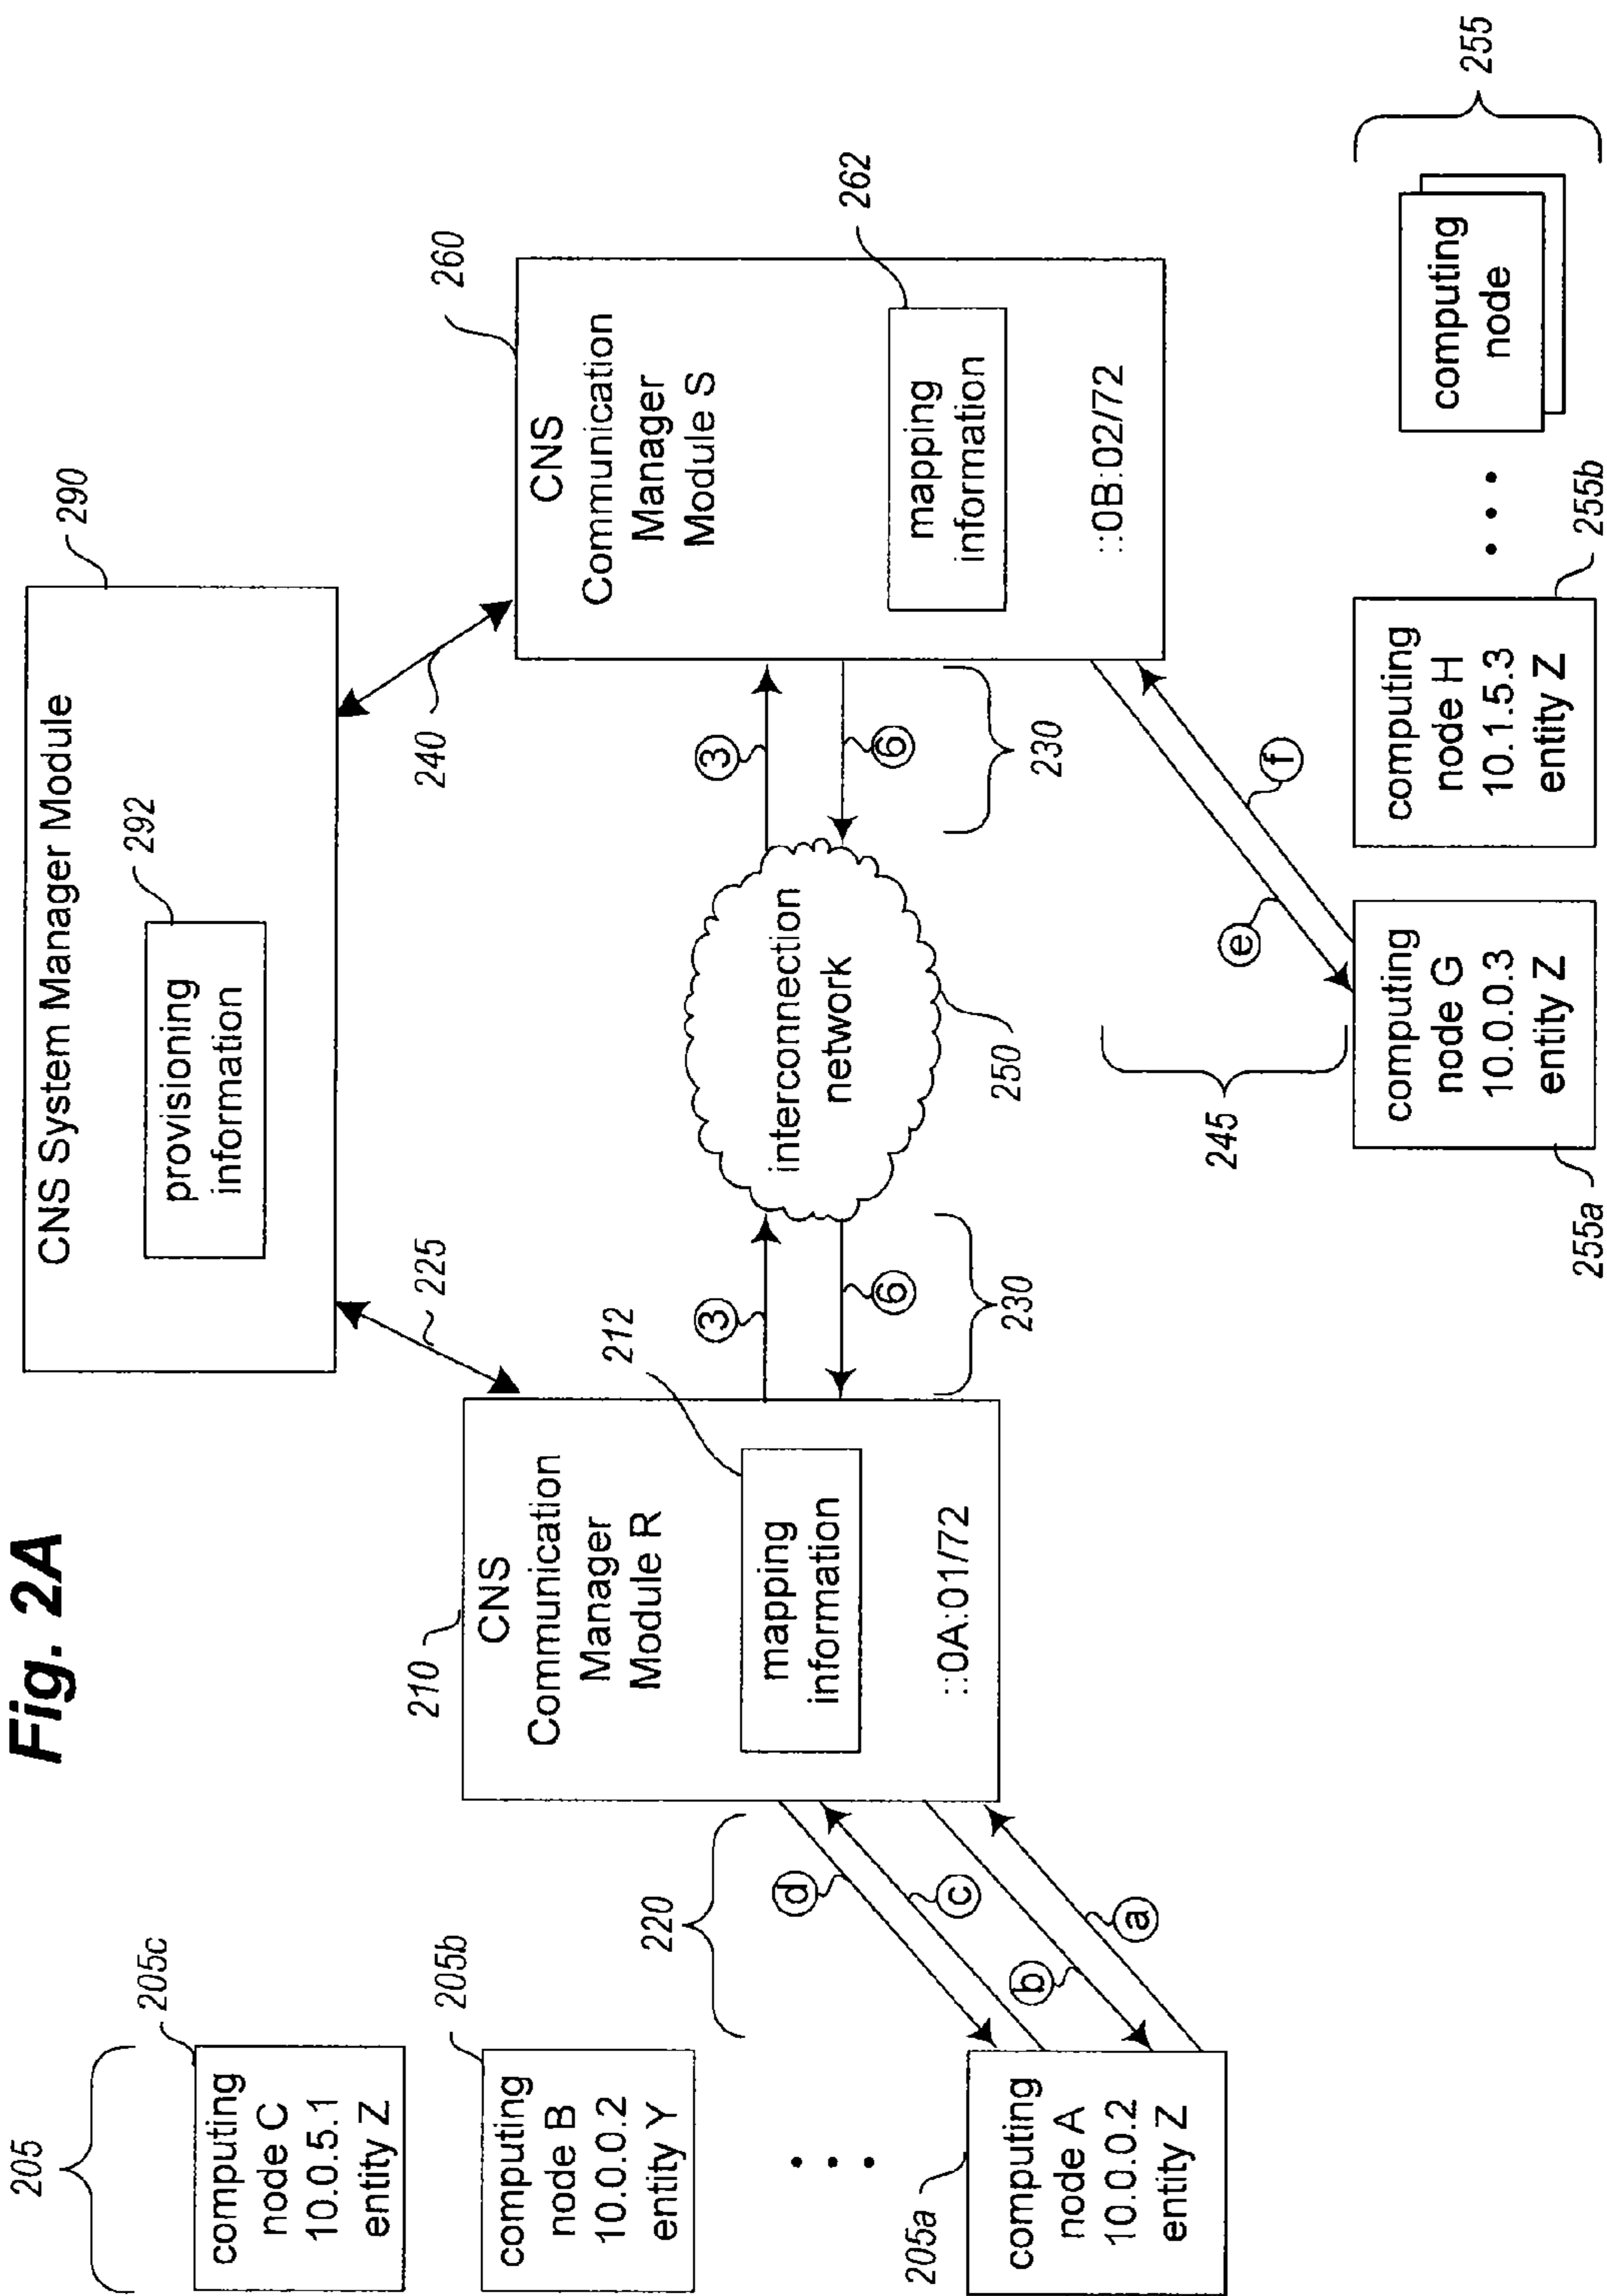 Fig. 2A
CNS System Manager Module
provisioning
information
292
290
225
240
205
205c
computing
node C
10.0.5.1
entity Z
205b
computing
node B
10.0.0.2
entity Y
205a
computing
node A
10.0.0.2
entity Z
220
d
c
b
a
210
CNS
Communication
Manager
Module R
212
mapping
information
::0A:01/72
3
6
230
interconnection
network
250
3
6
230
260
CNS
Communication
Manager
Module S
262
mapping
information
::0B:02/72
245
e
f
255a
computing
node G
10.0.0.3
entity Z
255b
computing
node H
10.1.5.3
entity Z
computing
node
255